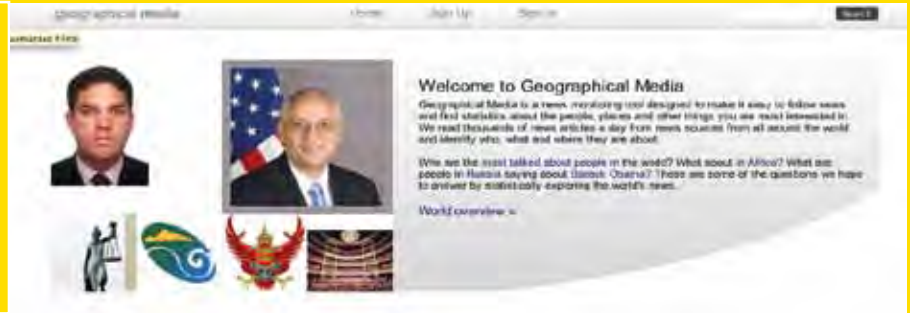 geographical media
Home Sign Up Sign In
Search
Welcome to Geographical Media
Geographical Media is a news monitoring tool designed to make it easy to follow news
and find statistics about the people, places and other things you are most interested in.
We read thousands of news articles a day from news sources from all around the world
and identify who, what and where they are about.
Who are the most talked about people in the world? What about in Africa? What are
people in Russia saying about Barack Obama? These are some of the questions we hope
to answer by statistically exploring the world's news.
World overview »